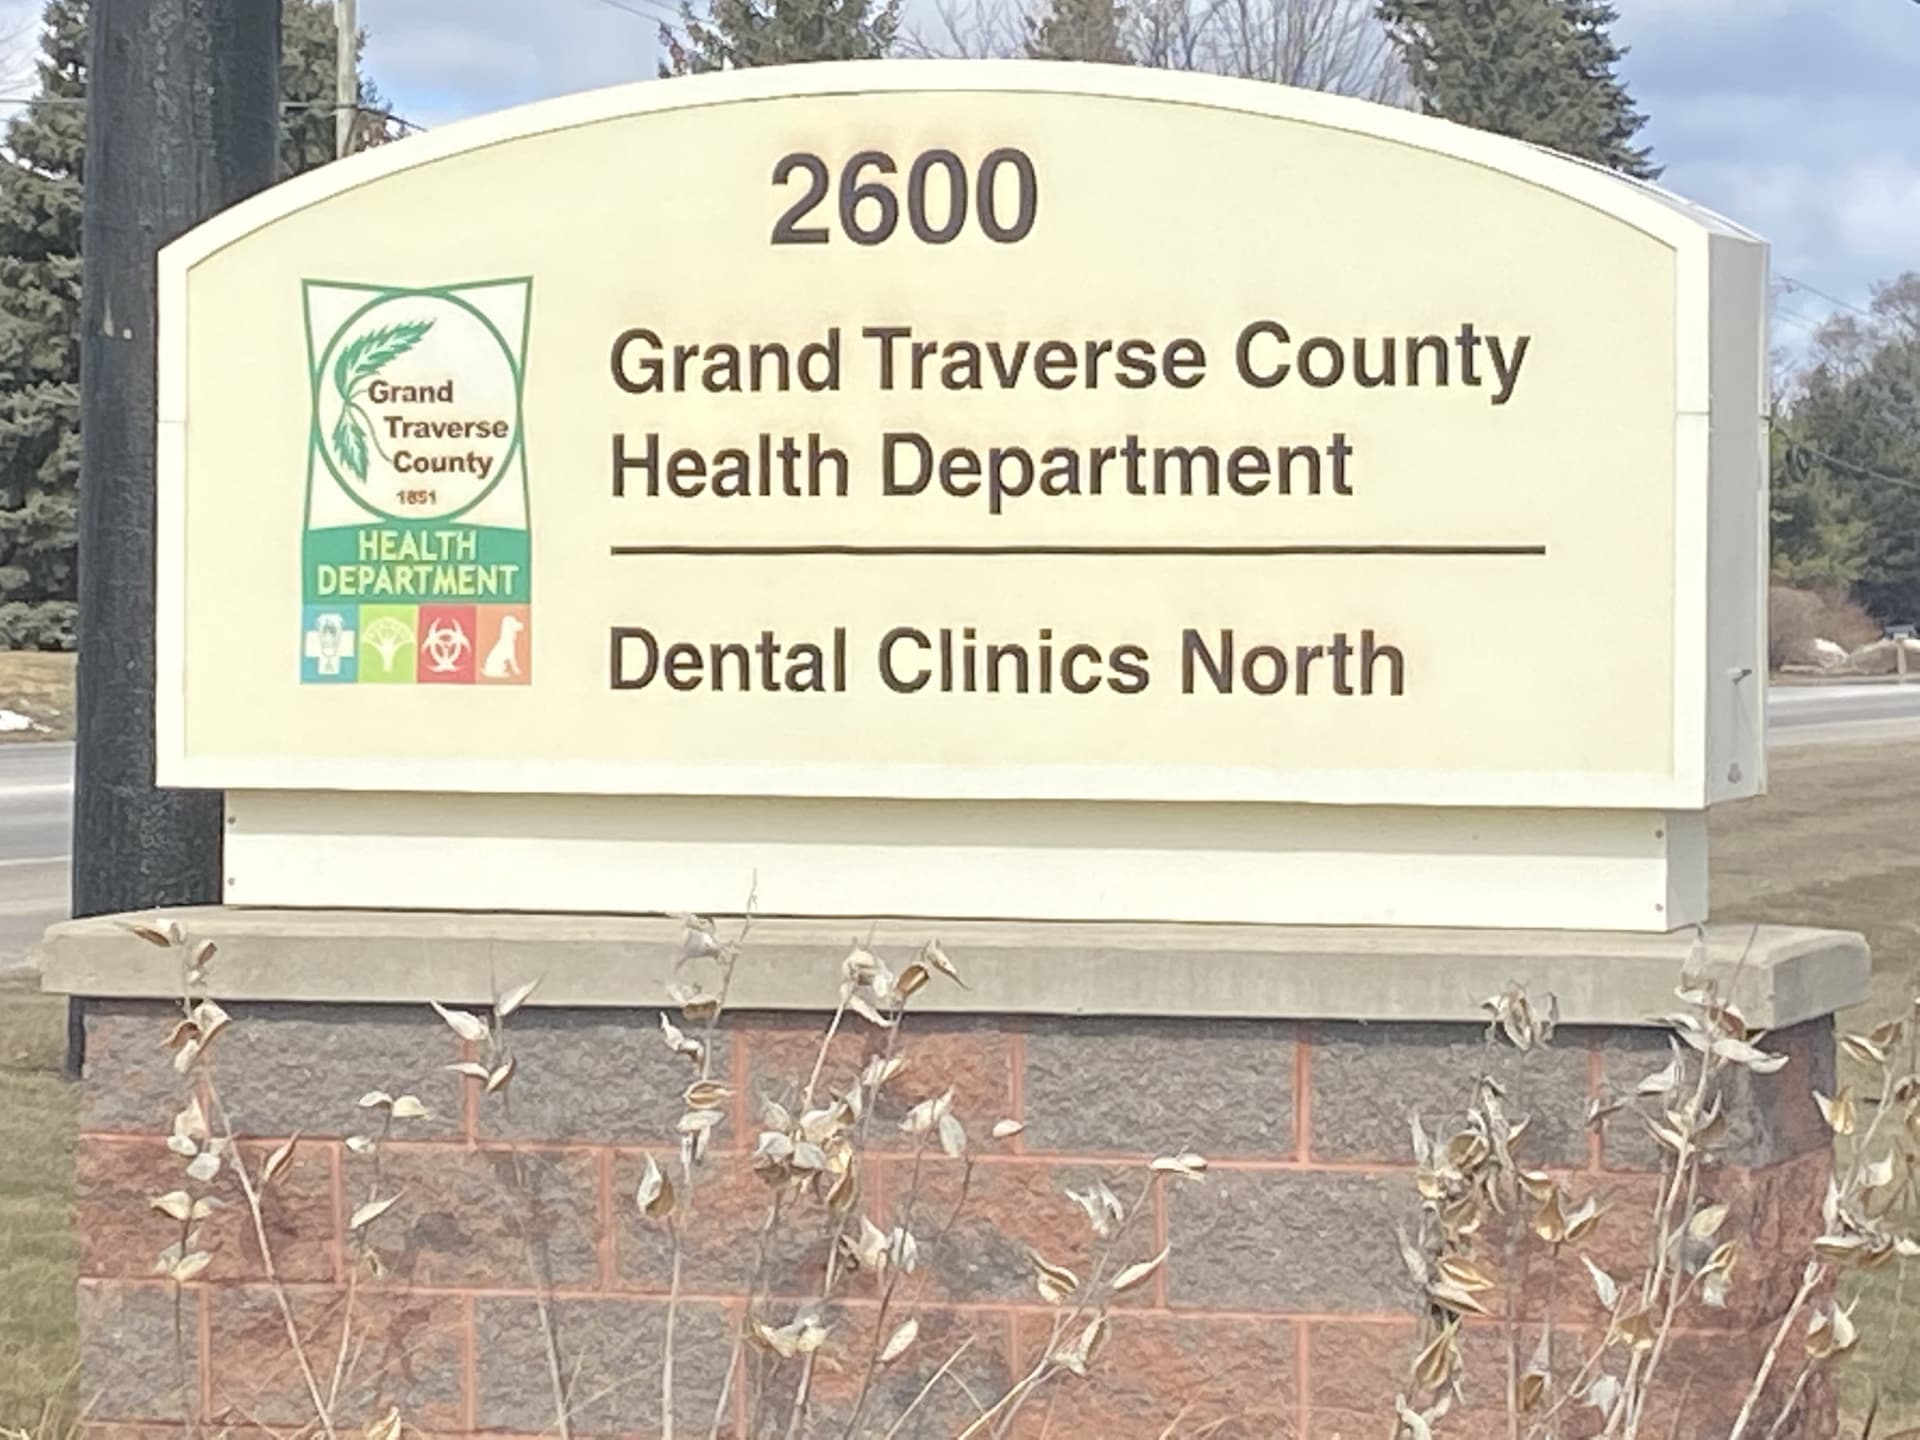 2600
Grand
Traverse
County
1851
HEALTH
DEPARTMENT
Grand Traverse County
Health Department
Dental Clinics North